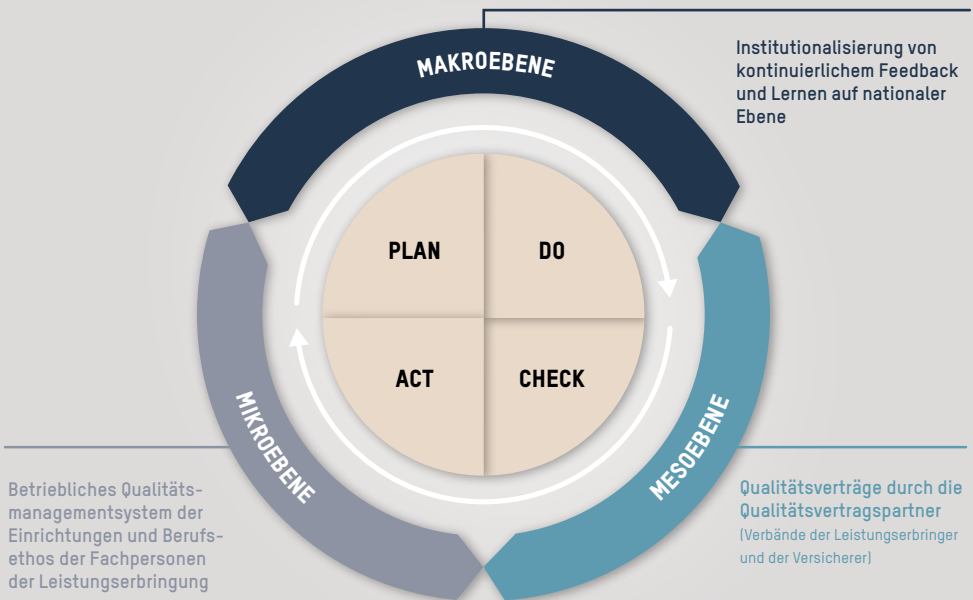 MAKROEBENE
Institutionalisierung von
kontinuierlichem Feedback
und Lernen auf nationaler
Ebene
PLAN
DO
ACT
CHECK
MIKROEBENE
MESOEBENE
Betriebliches Qualitäts-
managementsystem der
Einrichtungen und Berufs-
ethos der Fachpersonen
der Leistungserbringung
Qualitätsverträge durch die
Qualitätsvertragspartner
(Verbände der Leistungserbringer
und der Versicherer)